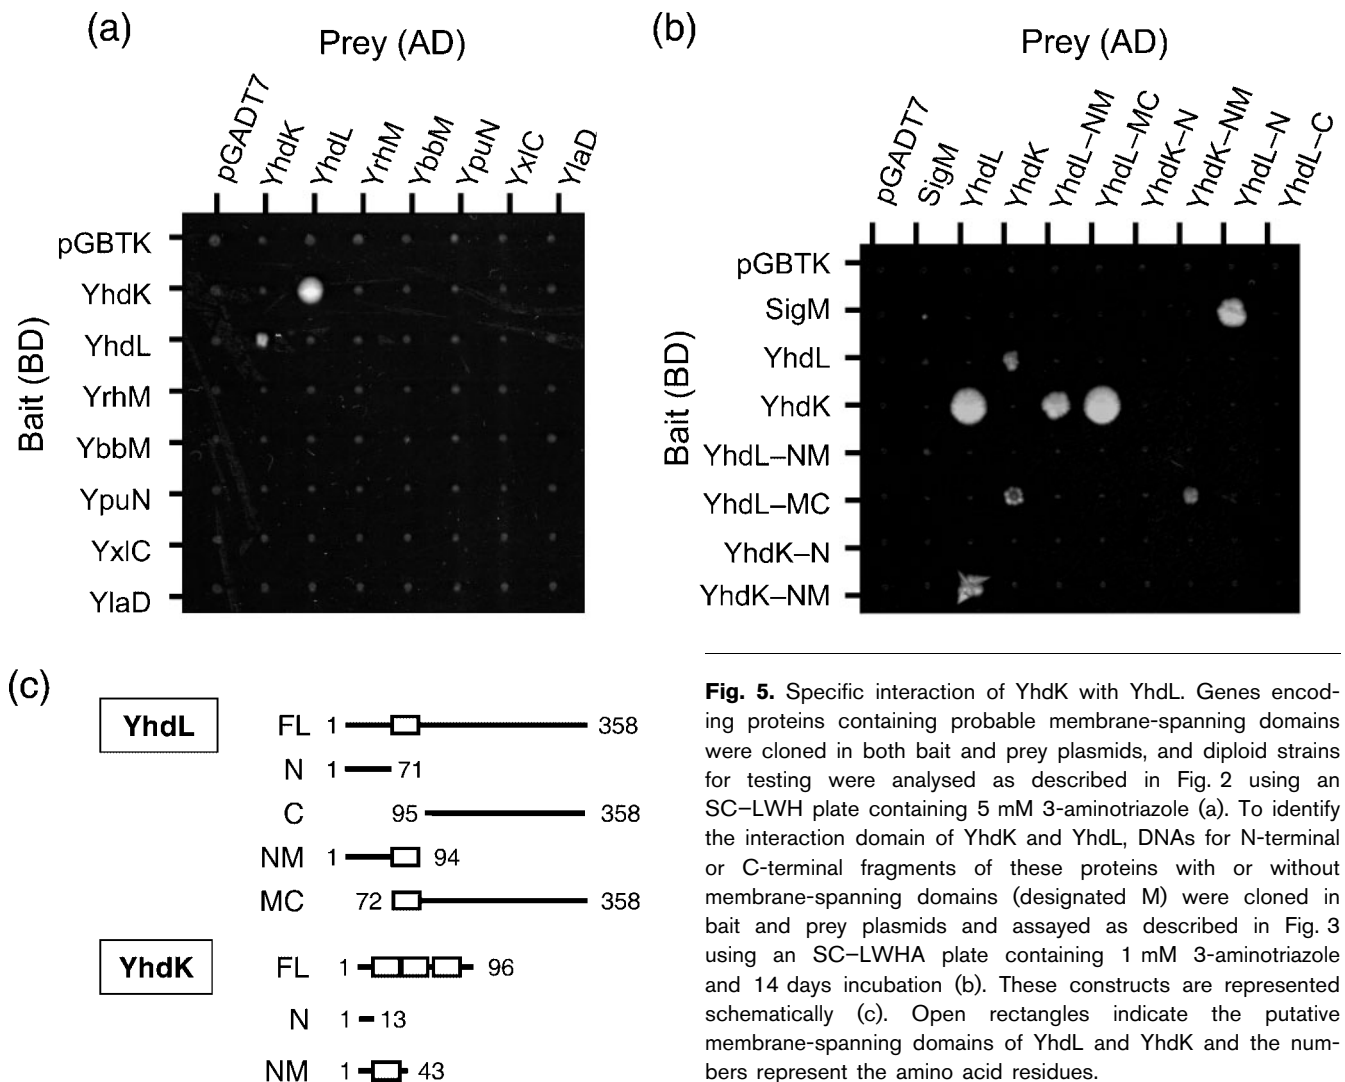 (a)
Prey (AD)
pGADT7
YhdK
YhdL
YrhM
YbbM
YpuN
YxlC
YlaD
Bait (BD)
pGBTK
YhdK
YhdL
YrhM
YbbM
YpuN
YxlC
YlaD
(b)
Prey (AD)
pGADT7
SigM
YhdL
YhdK
YhdL–NM
YhdL–MC
YhdK–N
YhdK–NM
YhdL–N
YhdL–C
Bait (BD)
pGBTK
SigM
YhdL
YhdK
YhdL–NM
YhdL–MC
YhdK–N
YhdK–NM
(c)
YhdL
FL 1 358
N 1 71
C 95 358
NM 1 94
MC 72 358
YhdK
FL 1 96
N 1 13
NM 1 43
Fig. 5. Specific interaction of YhdK with YhdL. Genes encod-
ing proteins containing probable membrane-spanning domains
were cloned in both bait and prey plasmids, and diploid strains
for testing were analysed as described in Fig. 2 using an
SC–LWH plate containing 5 mM 3-aminotriazole (a). To identify
the interaction domain of YhdK and YhdL, DNAs for N-terminal
or C-terminal fragments of these proteins with or without
membrane-spanning domains (designated M) were cloned in
bait and prey plasmids and assayed as described in Fig. 3
using an SC–LWHA plate containing 1 mM 3-aminotriazole
and 14 days incubation (b). These constructs are represented
schematically (c). Open rectangles indicate the putative
membrane-spanning domains of YhdL and YhdK and the num-
bers represent the amino acid residues.